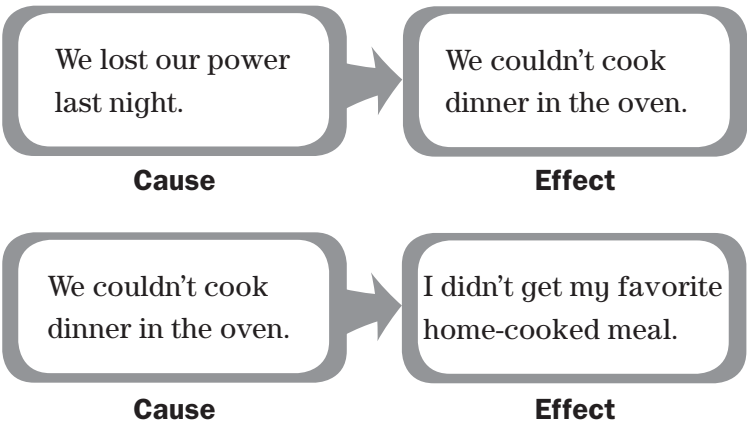 We lost our power
last night.
We couldn't cook
dinner in the oven.
Cause
Effect
We couldn't cook
dinner in the oven.
I didn't get my favorite
home-cooked meal.
Cause
Effect